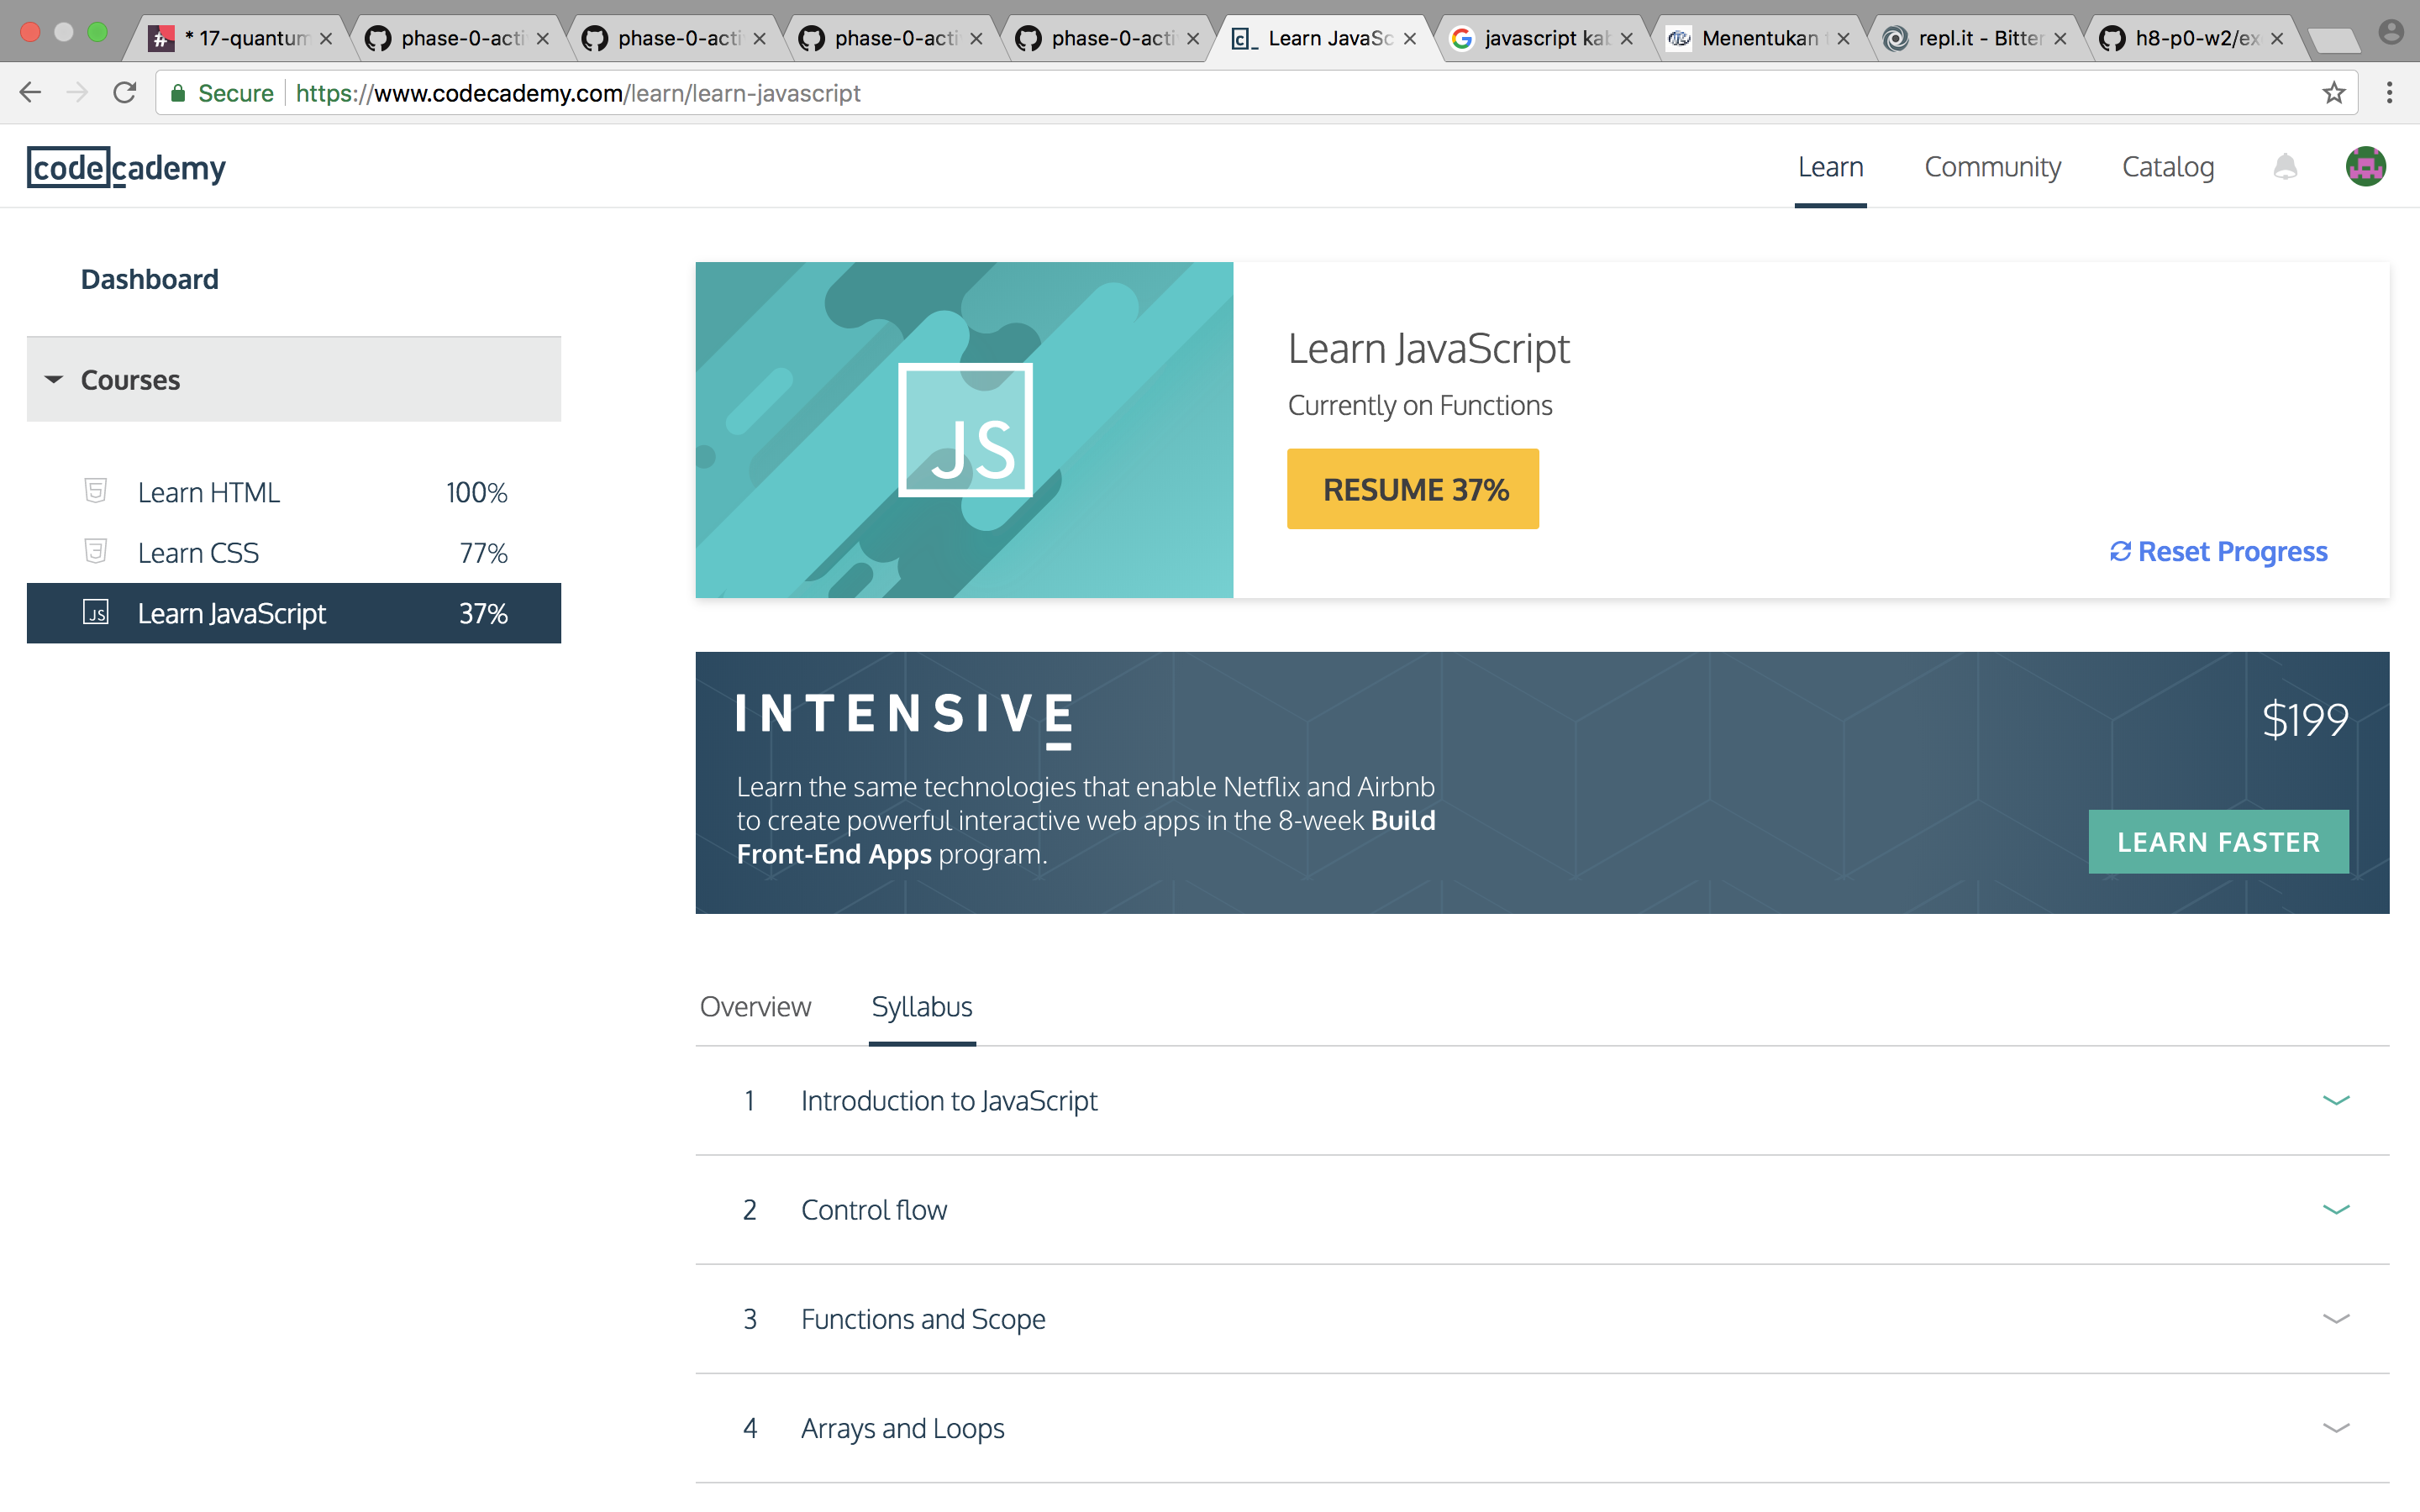 * 17-quantum
phase-0-acti
phase-0-acti
phase-0-acti
phase-0-acti
Learn JavaSc
javascript kab
Menentukan
repl.it - Bitter
h8-p0-w2/ex
Secure https://www.codecademy.com/learn/learn-javascript
codecademy
Learn Community Catalog
Dashboard
Courses
Learn HTML 100%
Learn CSS 77%
JS Learn JavaScript 37%
JS
Learn JavaScript
Currently on Functions
RESUME 37%
Reset Progress
INTENSIVE
$199
Learn the same technologies that enable Netflix and Airbnb
to create powerful interactive web apps in the 8-week Build
Front-End Apps program.
LEARN FASTER
Overview Syllabus
1 Introduction to JavaScript
2 Control flow
3 Functions and Scope
4 Arrays and Loops